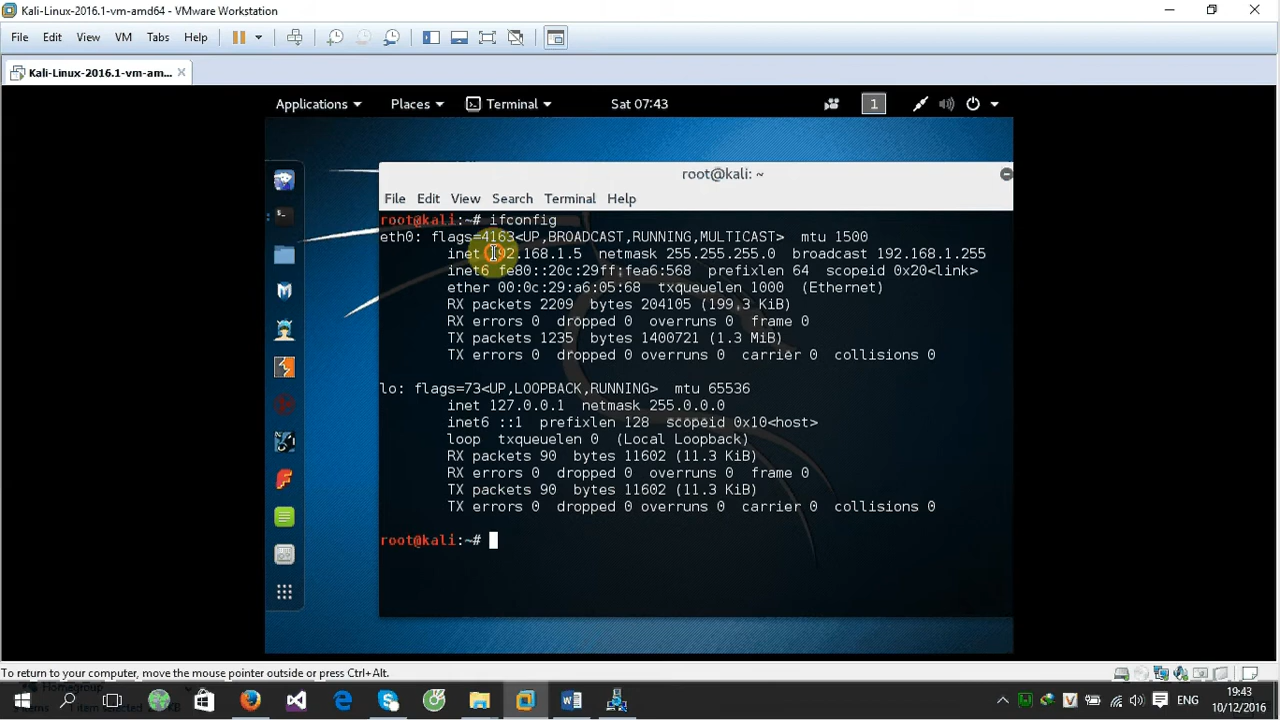 Kali-Linux-2016.1-vm-amd64 - VMware Workstation
File Edit View VM Tabs Help
Kali-Linux-2016.1-vm-am...
Applications Places Terminal Sat 07:43 1
root@kali: ~
File Edit View Search Terminal Help
root@kali:~# ifconfig
eth0: flags=4163<UP,BROADCAST,RUNNING,MULTICAST> mtu 1500
inet 192.168.1.5 netmask 255.255.255.0 broadcast 192.168.1.255
inet6 fe80::20c:29ff:fea6:568 prefixlen 64 scopeid 0x20<link>
ether 00:0c:29:a6:05:68 txqueuelen 1000 (Ethernet)
RX packets 2209 bytes 204105 (199.3 KiB)
RX errors 0 dropped 0 overruns 0 frame 0
TX packets 1235 bytes 1400721 (1.3 MiB)
TX errors 0 dropped 0 overruns 0 carrier 0 collisions 0
lo: flags=73<UP,LOOPBACK,RUNNING> mtu 65536
inet 127.0.0.1 netmask 255.0.0.0
inet6 ::1 prefixlen 128 scopeid 0x10<host>
loop txqueuelen 0 (Local Loopback)
RX packets 90 bytes 11602 (11.3 KiB)
RX errors 0 dropped 0 overruns 0 frame 0
TX packets 90 bytes 11602 (11.3 KiB)
TX errors 0 dropped 0 overruns 0 carrier 0 collisions 0
root@kali:~#
To return to your computer, move the mouse pointer outside or press Ctrl+Alt.
Homegroup
ENG
19:43
10/12/2016